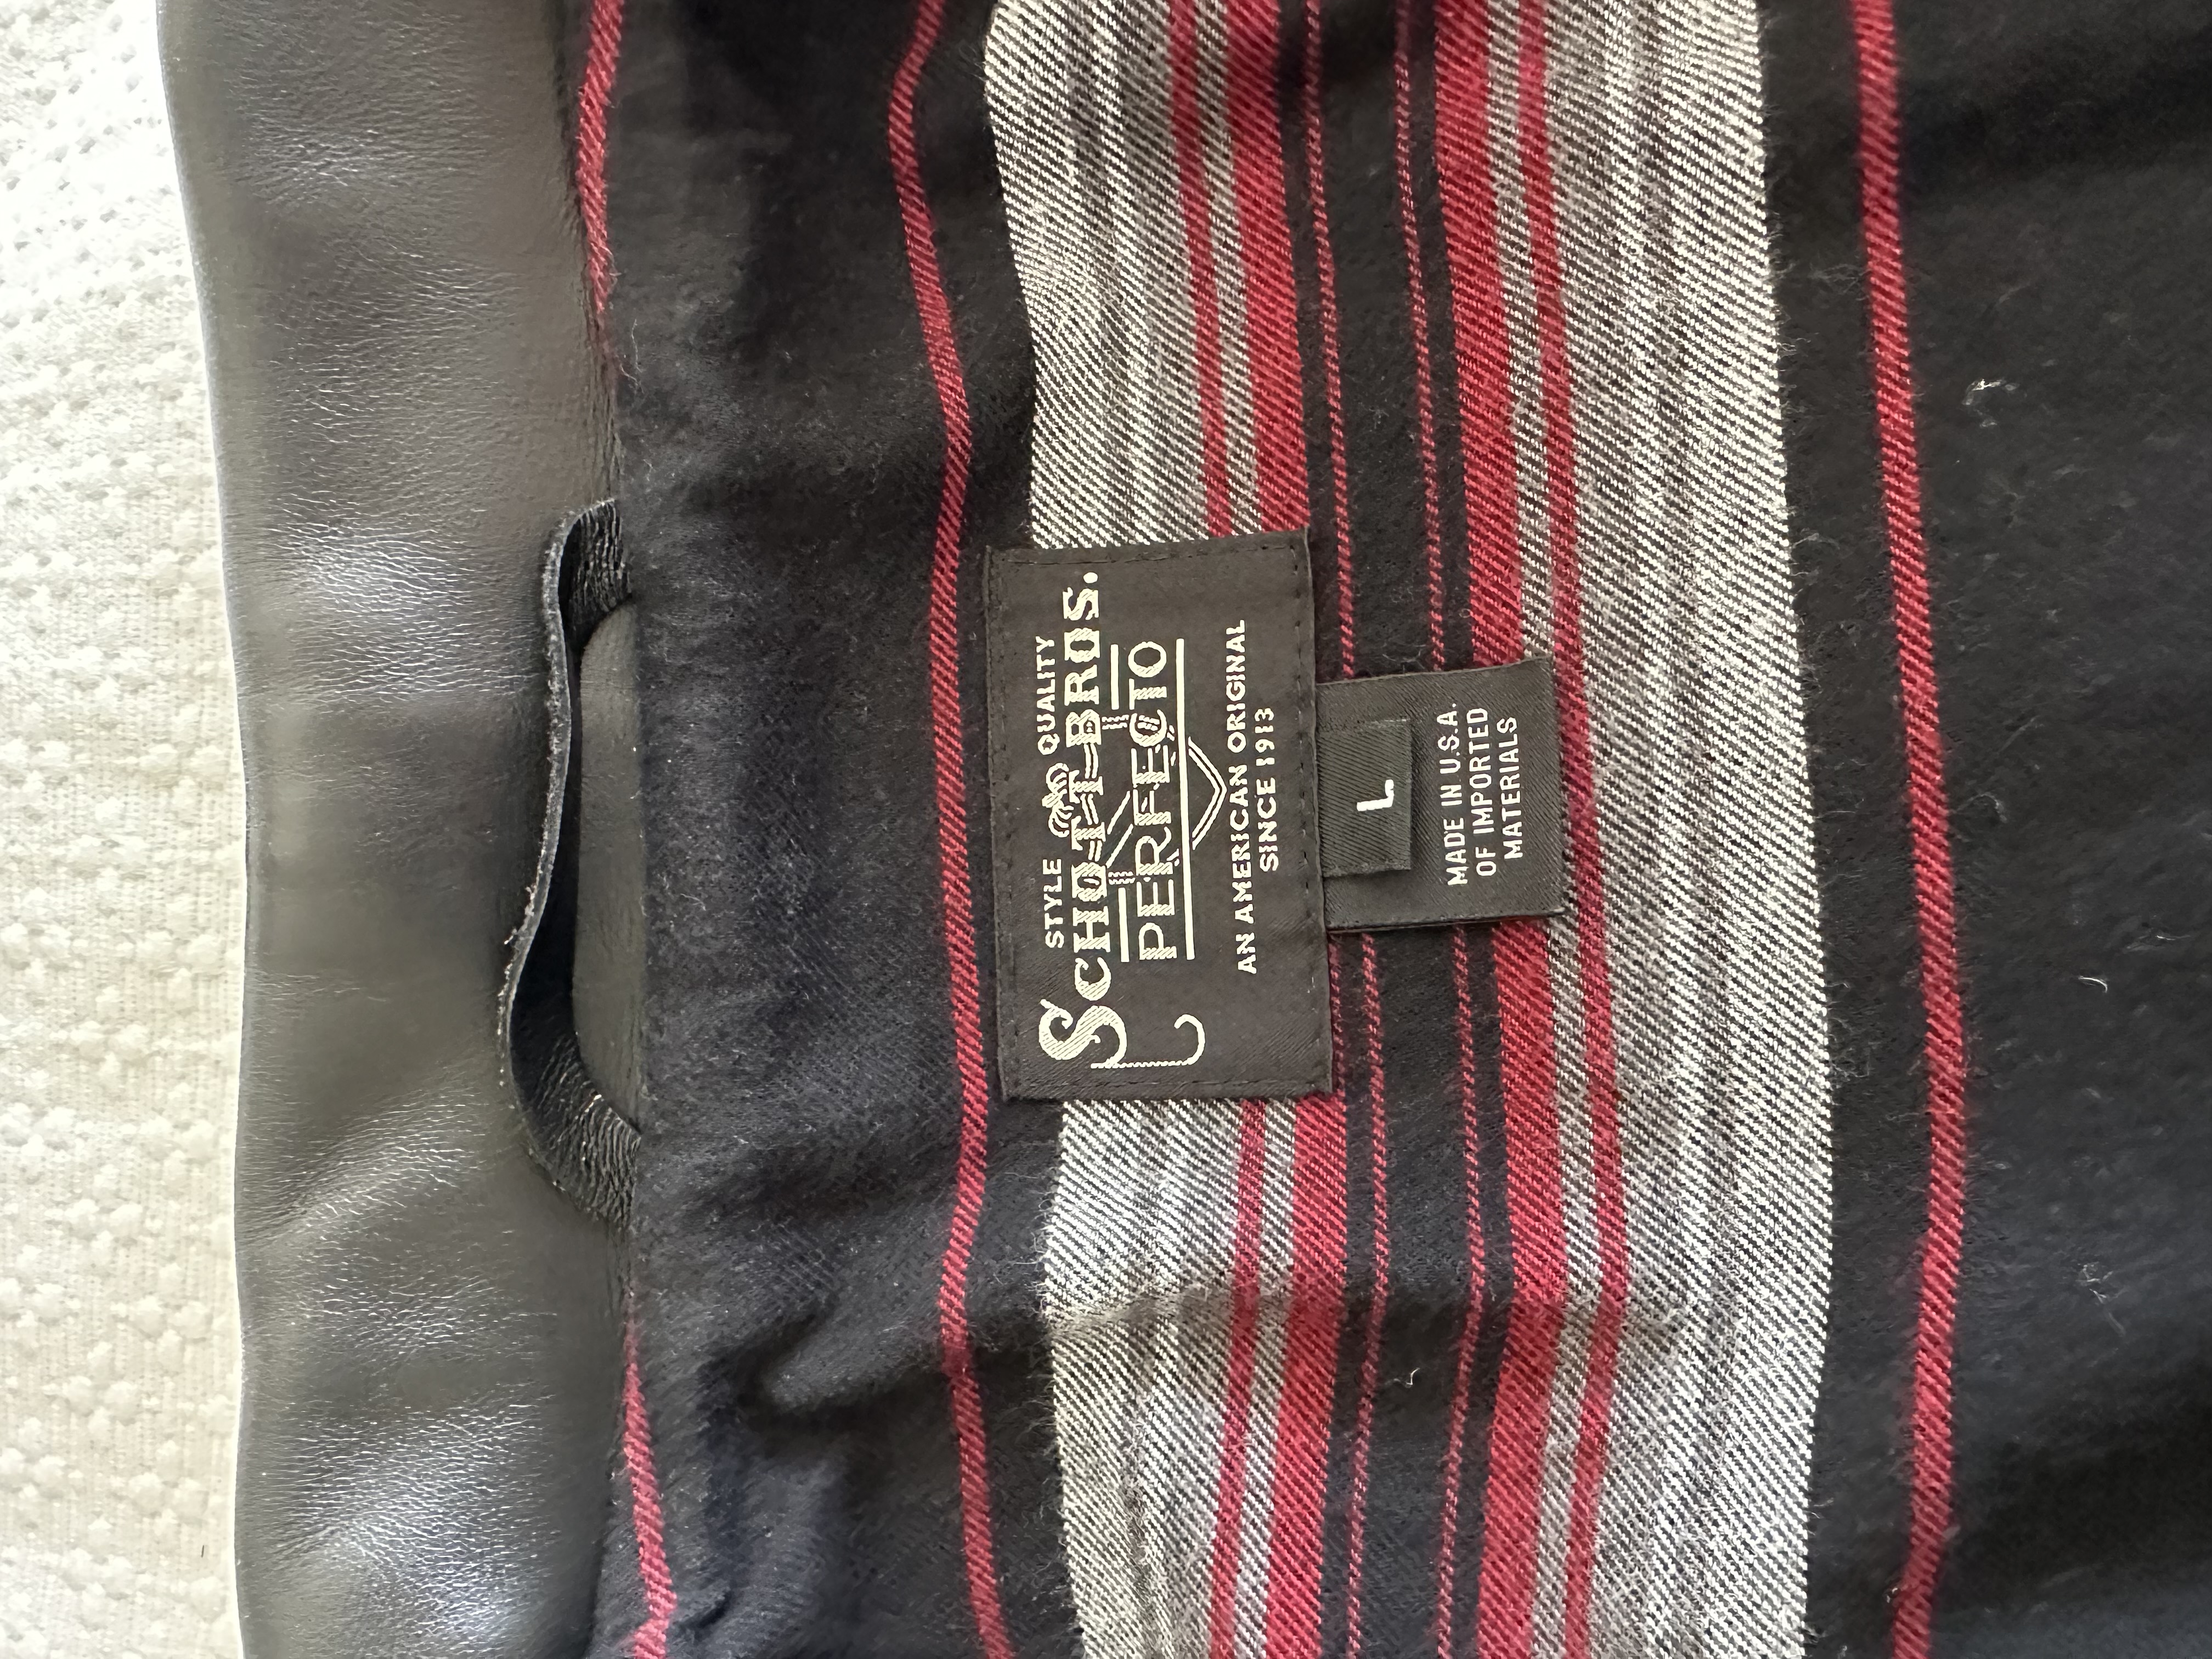 STYLE QUALITY
SCHOTT BROS.
PERFECTO
AN AMERICAN ORIGINAL
SINCE 1913
L
MADE IN U.S.A.
OF IMPORTED
MATERIALS